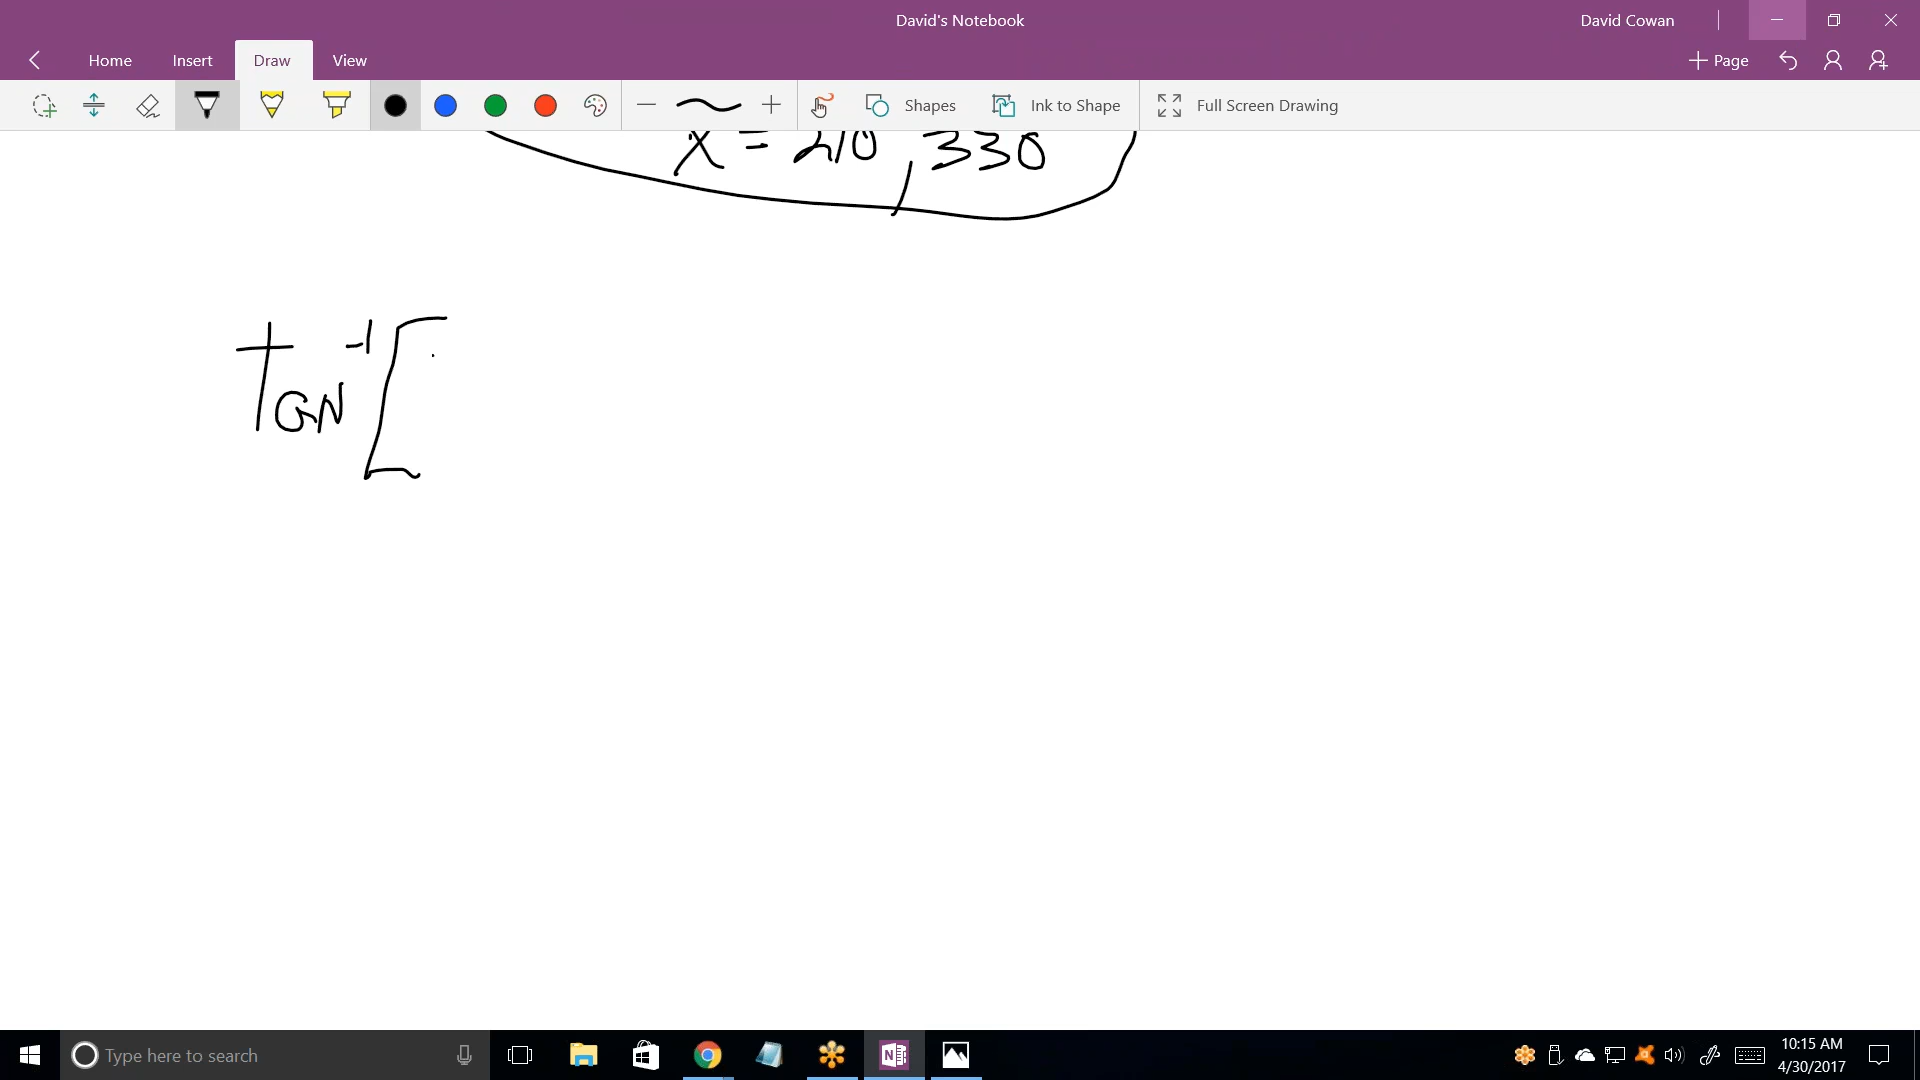 David's Notebook
David Cowan
Home
Insert
Draw
View
Page
Shapes
Ink to Shape
Full Screen Drawing
x = 210, 330
tan⁻¹[
Type here to search
10:15 AM
4/30/2017